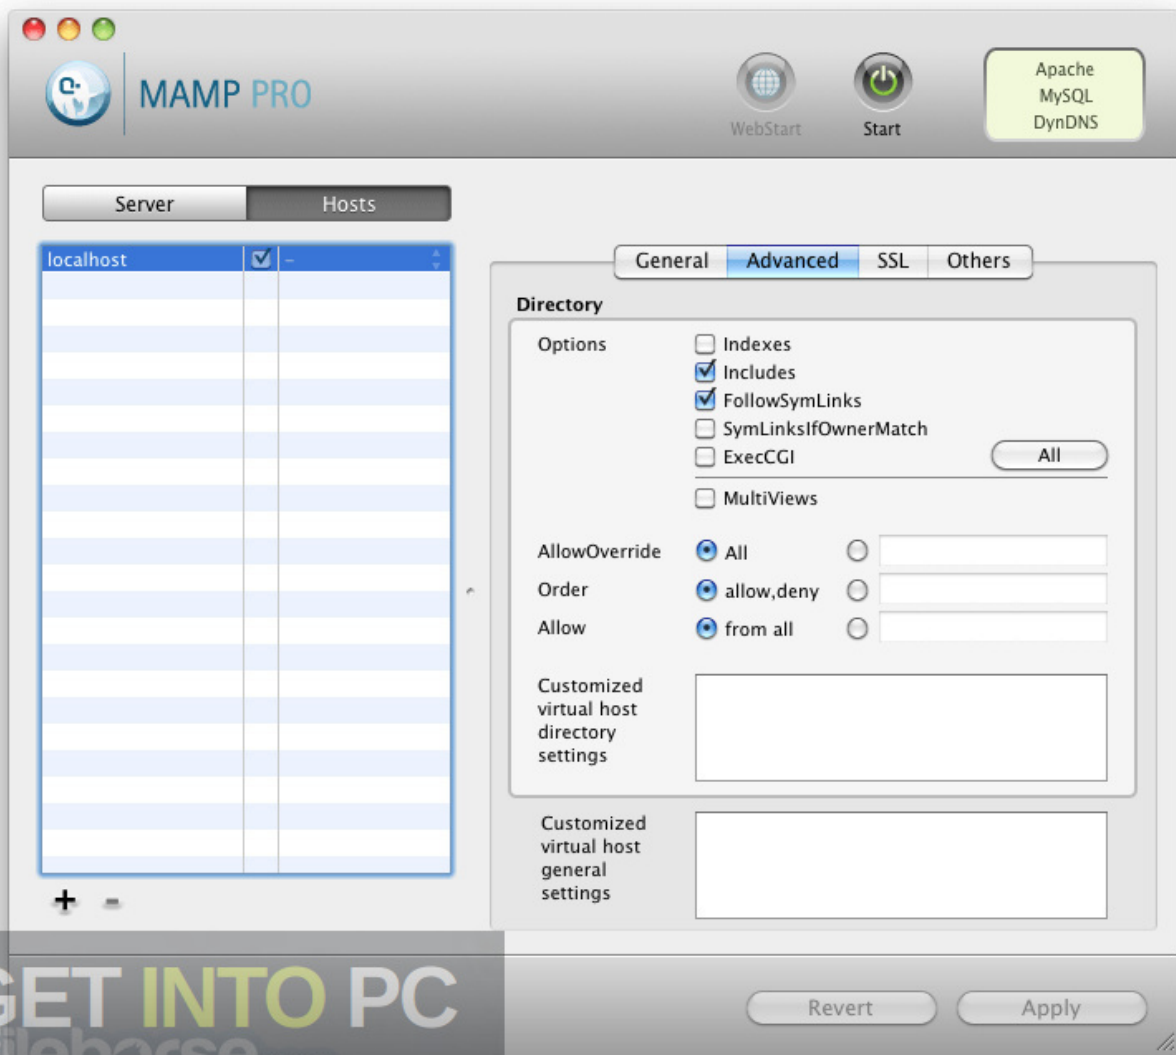 MAMP PRO
WebStart
Start
Apache
MySQL
DynDNS
Server
Hosts
localhost
–
General
Advanced
SSL
Others
Directory
Options
Indexes
Includes
FollowSymLinks
SymLinksIfOwnerMatch
ExecCGI
All
MultiViews
AllowOverride
All
Order
allow,deny
Allow
from all
Customized
virtual host
directory
settings
Customized
virtual host
general
settings
GET INTO PC
filehorse
Revert
Apply